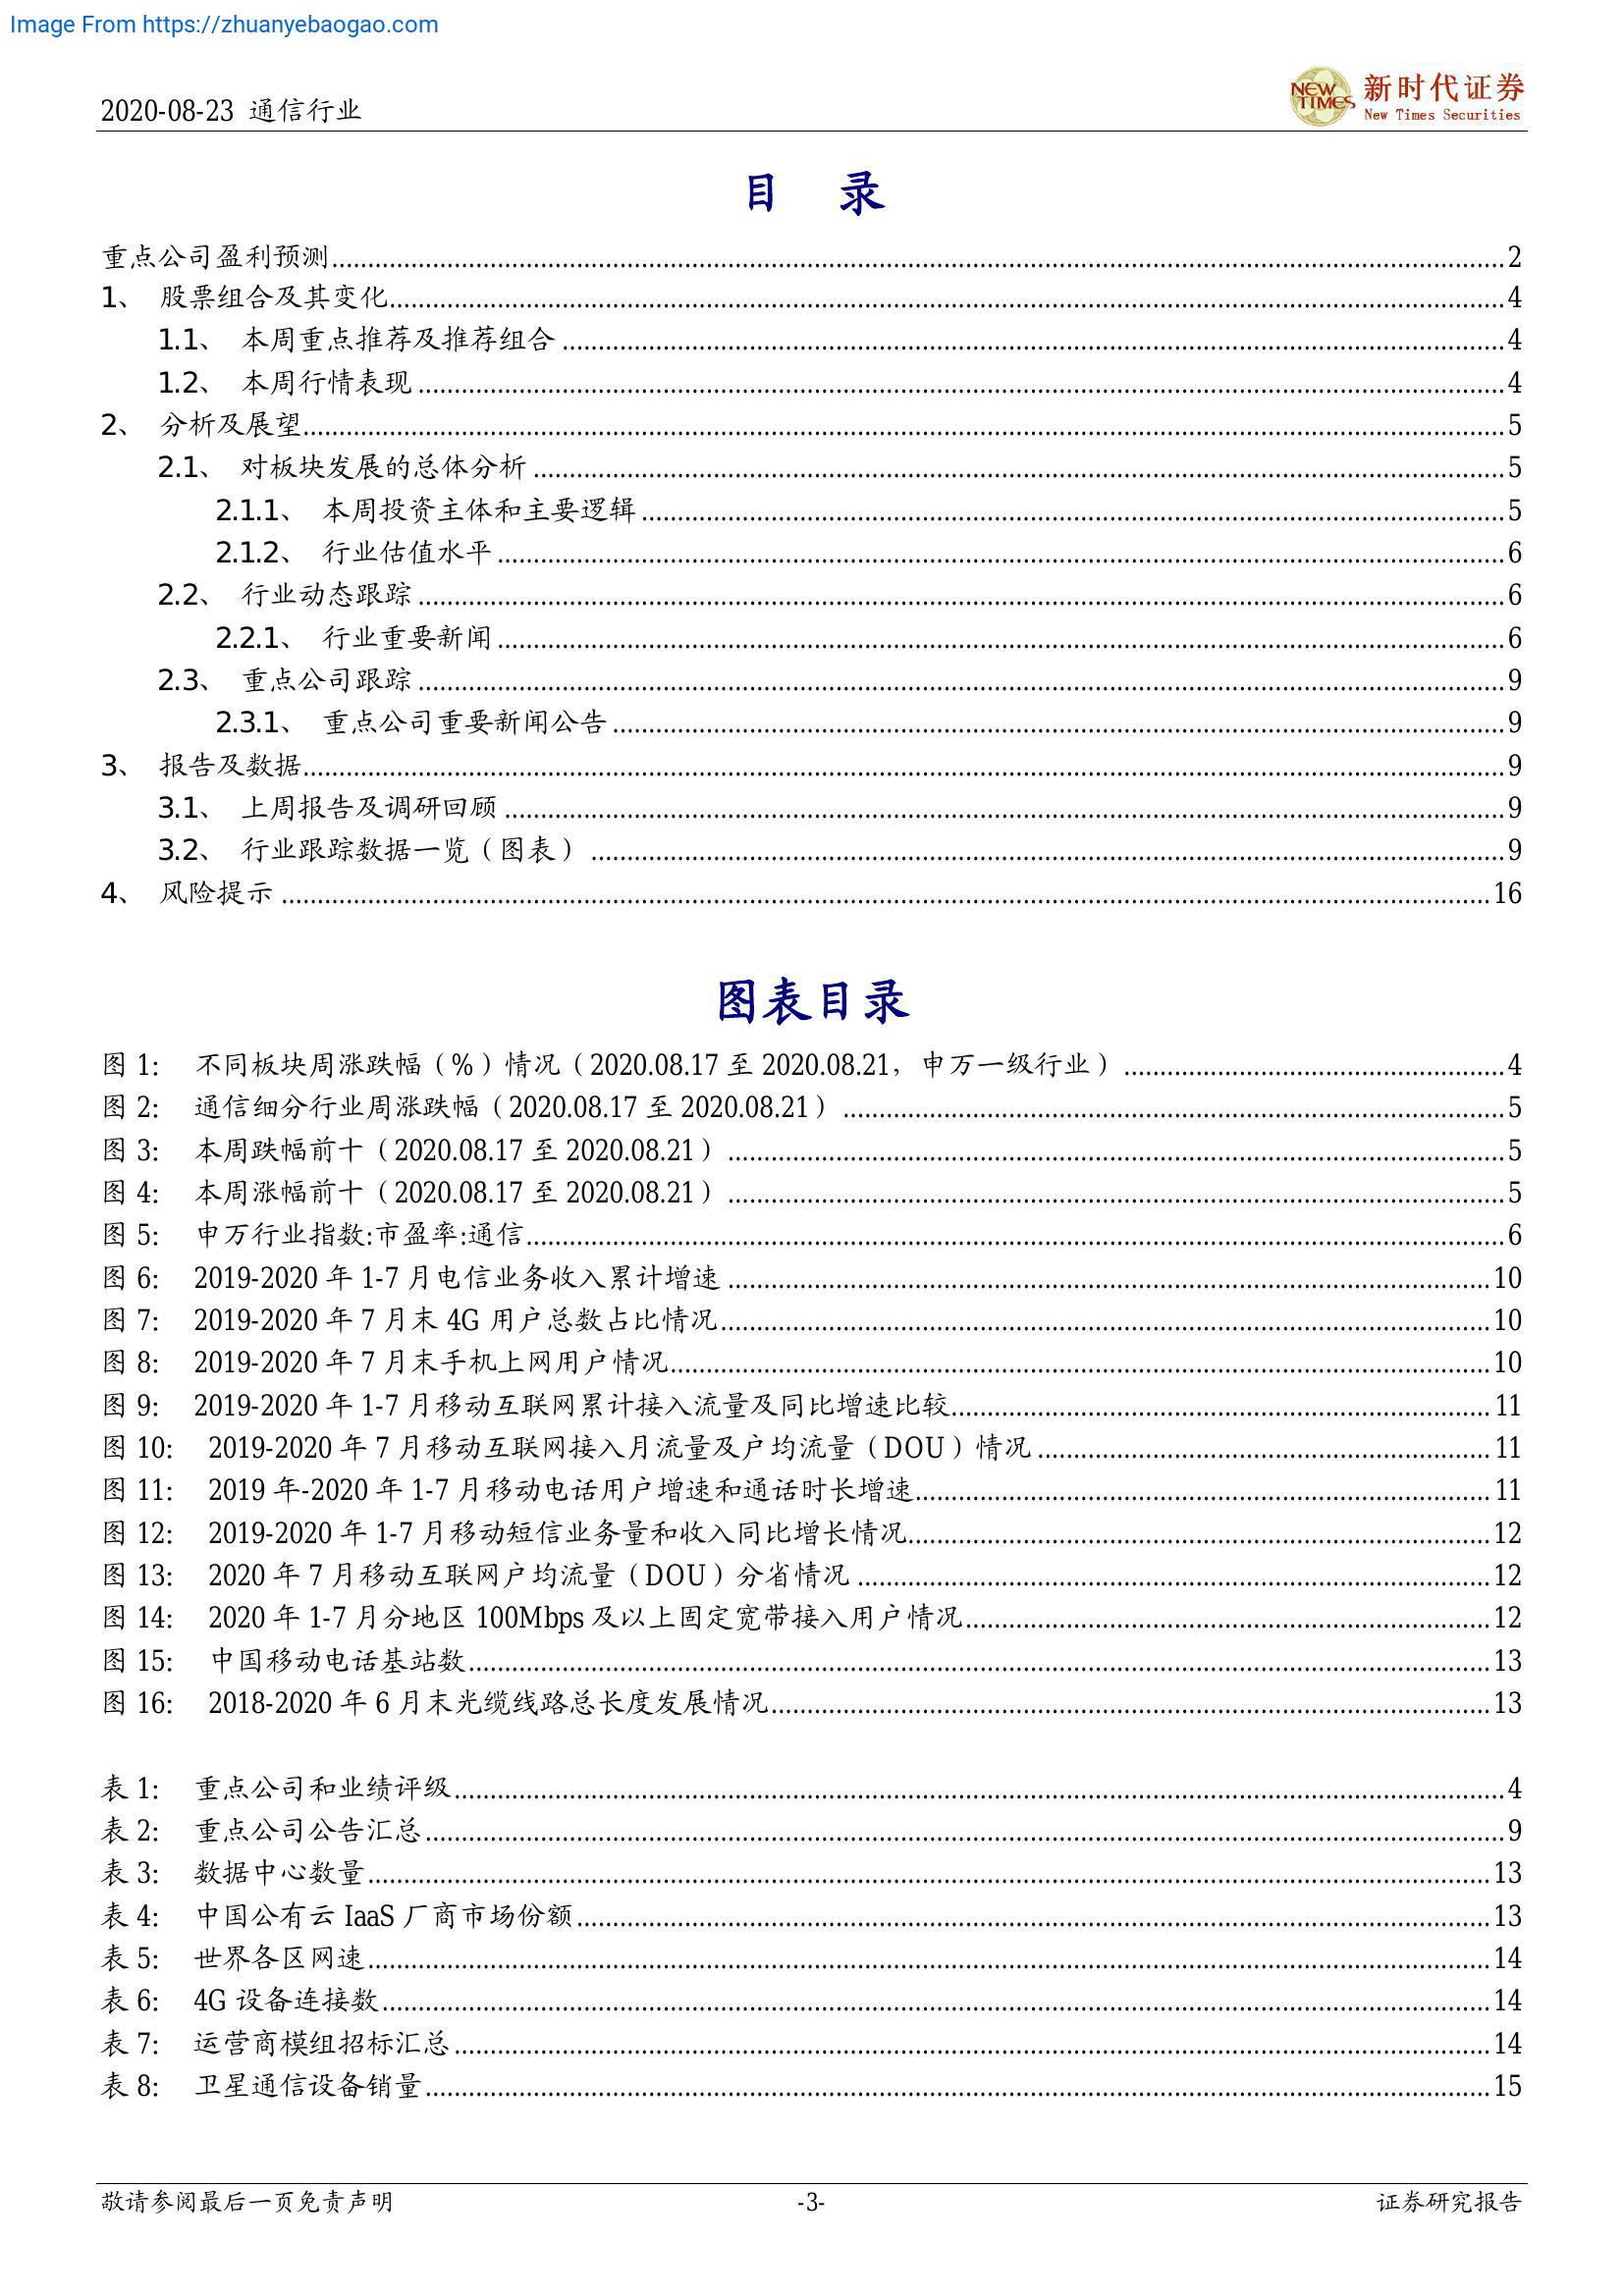 Image From https://zhuanyebaogao.com
2020-08-23 通信行业
NEW TIMES 新时代证券
New Times Securities
目 录
重点公司盈利预测 2
1、 股票组合及其变化 4
1.1、 本周重点推荐及推荐组合 4
1.2、 本周行情表现 4
2、 分析及展望 5
2.1、 对板块发展的总体分析 5
2.1.1、 本周投资主体和主要逻辑 5
2.1.2、 行业估值水平 6
2.2、 行业动态跟踪 6
2.2.1、 行业重要新闻 6
2.3、 重点公司跟踪 9
2.3.1、 重点公司重要新闻公告 9
3、 报告及数据 9
3.1、 上周报告及调研回顾 9
3.2、 行业跟踪数据一览（图表） 9
4、 风险提示 16
图表目录
图 1: 不同板块周涨跌幅（%）情况（2020.08.17 至 2020.08.21，申万一级行业） 4
图 2: 通信细分行业周涨跌幅（2020.08.17 至 2020.08.21） 5
图 3: 本周跌幅前十（2020.08.17 至 2020.08.21） 5
图 4: 本周涨幅前十（2020.08.17 至 2020.08.21） 5
图 5: 申万行业指数:市盈率:通信 6
图 6: 2019-2020 年 1-7 月电信业务收入累计增速 10
图 7: 2019-2020 年 7 月末 4G 用户总数占比情况 10
图 8: 2019-2020 年 7 月末手机上网用户情况 10
图 9: 2019-2020 年 1-7 月移动互联网累计接入流量及同比增速比较 11
图 10: 2019-2020 年 7 月移动互联网接入月流量及户均流量（DOU）情况 11
图 11: 2019 年-2020 年 1-7 月移动电话用户增速和通话时长增速 11
图 12: 2019-2020 年 1-7 月移动短信业务量和收入同比增长情况 12
图 13: 2020 年 7 月移动互联网户均流量（DOU）分省情况 12
图 14: 2020 年 1-7 月分地区 100Mbps 及以上固定宽带接入用户情况 12
图 15: 中国移动电话基站数 13
图 16: 2018-2020 年 6 月末光缆线路总长度发展情况 13
表 1: 重点公司和业绩评级 4
表 2: 重点公司公告汇总 9
表 3: 数据中心数量 13
表 4: 中国公有云 IaaS 厂商市场份额 13
表 5: 世界各区网速 14
表 6: 4G 设备连接数 14
表 7: 运营商模组招标汇总 14
表 8: 卫星通信设备销量 15
敬请参阅最后一页免责声明 -3- 证券研究报告